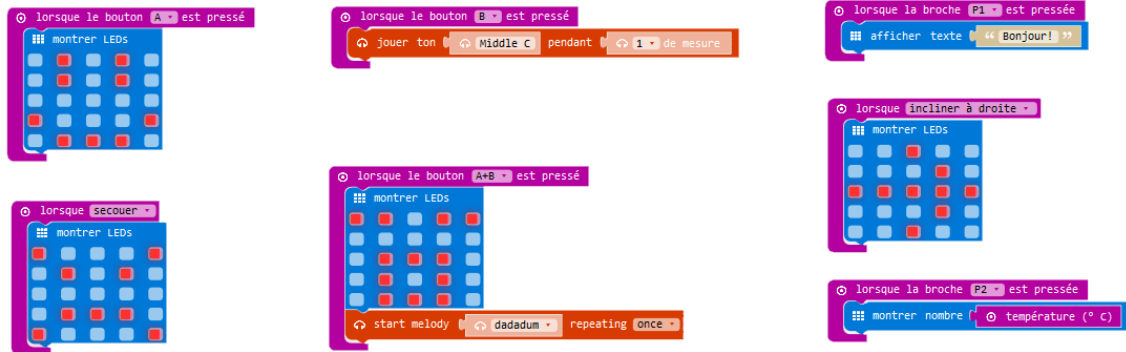 lorsque le bouton A est pressé
montrer LEDs
lorsque secouer
montrer LEDs
lorsque le bouton B est pressé
jouer ton Middle C pendant 1 de mesure
lorsque le bouton A+B est pressé
montrer LEDs
start melody dadadum repeating once
lorsque la broche P1 est pressée
afficher texte “ Bonjour! ”
lorsque incliner à droite
montrer LEDs
lorsque la broche P2 est pressée
montrer nombre température (° C)